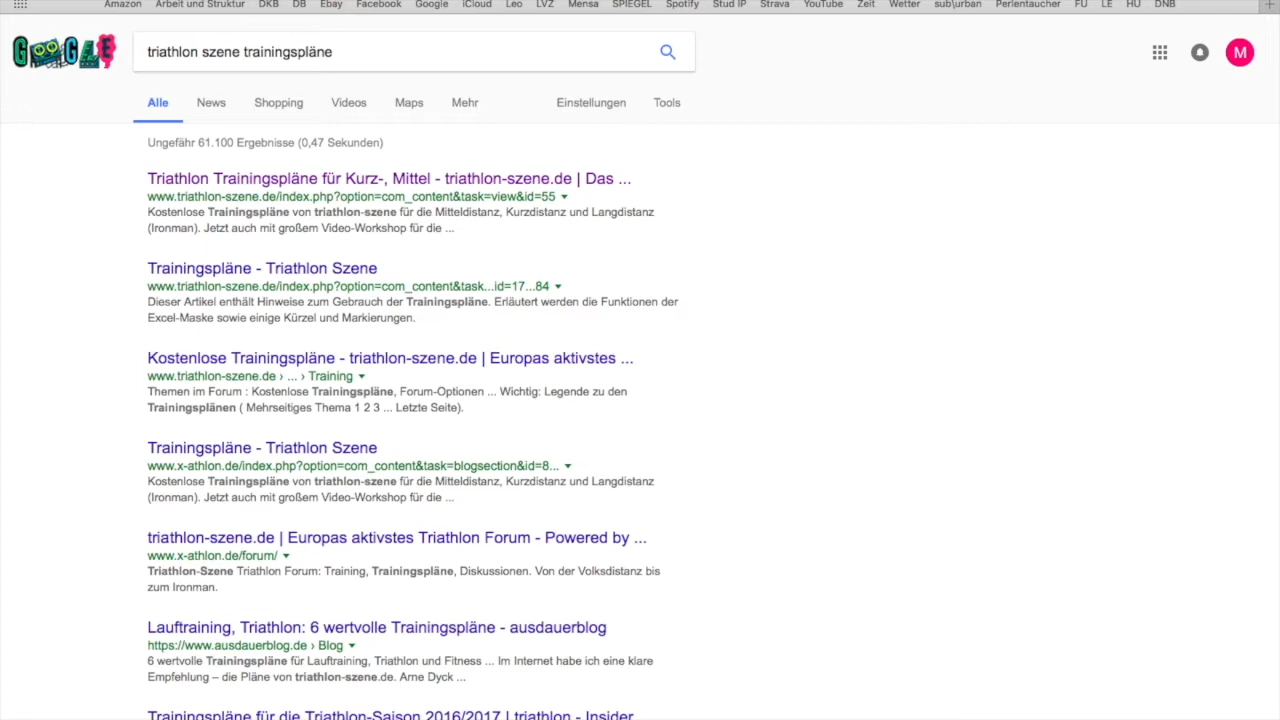 Amazon Arbeit und Struktur DKB DB Ebay Facebook Google iCloud Leo LVZ Mensa SPIEGEL Spotify Stud IP Strava YouTube Zeit Wetter sub\urban Perlentaucher FU LE HU DNB
triathlon szene trainingspläne
M
Alle News Shopping Videos Maps Mehr Einstellungen Tools
Ungefähr 61.100 Ergebnisse (0,47 Sekunden)
Triathlon Trainingspläne für Kurz-, Mittel - triathlon-szene.de | Das ...
www.triathlon-szene.de/index.php?option=com_content&task=view&id=55
Kostenlose Trainingspläne von triathlon-szene für die Mitteldistanz, Kurzdistanz und Langdistanz
(Ironman). Jetzt auch mit großem Video-Workshop für die ...
Trainingspläne - Triathlon Szene
www.triathlon-szene.de/index.php?option=com_content&task...id=17...84
Dieser Artikel enthält Hinweise zum Gebrauch der Trainingspläne. Erläutert werden die Funktionen der
Excel-Maske sowie einige Kürzel und Markierungen.
Kostenlose Trainingspläne - triathlon-szene.de | Europas aktivstes ...
www.triathlon-szene.de › ... › Training
Themen im Forum : Kostenlose Trainingspläne, Forum-Optionen ... Wichtig: Legende zu den
Trainingsplänen ( Mehrseitiges Thema 1 2 3 ... Letzte Seite).
Trainingspläne - Triathlon Szene
www.x-athlon.de/index.php?option=com_content&task=blogsection&id=8...
Kostenlose Trainingspläne von triathlon-szene für die Mitteldistanz, Kurzdistanz und Langdistanz
(Ironman). Jetzt auch mit großem Video-Workshop für die ...
triathlon-szene.de | Europas aktivstes Triathlon Forum - Powered by ...
www.x-athlon.de/forum/
Triathlon-Szene Triathlon Forum: Training, Trainingspläne, Diskussionen. Von der Volksdistanz bis
zum Ironman.
Lauftraining, Triathlon: 6 wertvolle Trainingspläne - ausdauerblog
https://www.ausdauerblog.de › Blog
6 wertvolle Trainingspläne für Lauftraining, Triathlon und Fitness ... Im Internet habe ich eine klare
Empfehlung – die Pläne von triathlon-szene.de. Arne Dyck ...
Trainingspläne für die Triathlon-Saison 2016/2017 | triathlon - Insider